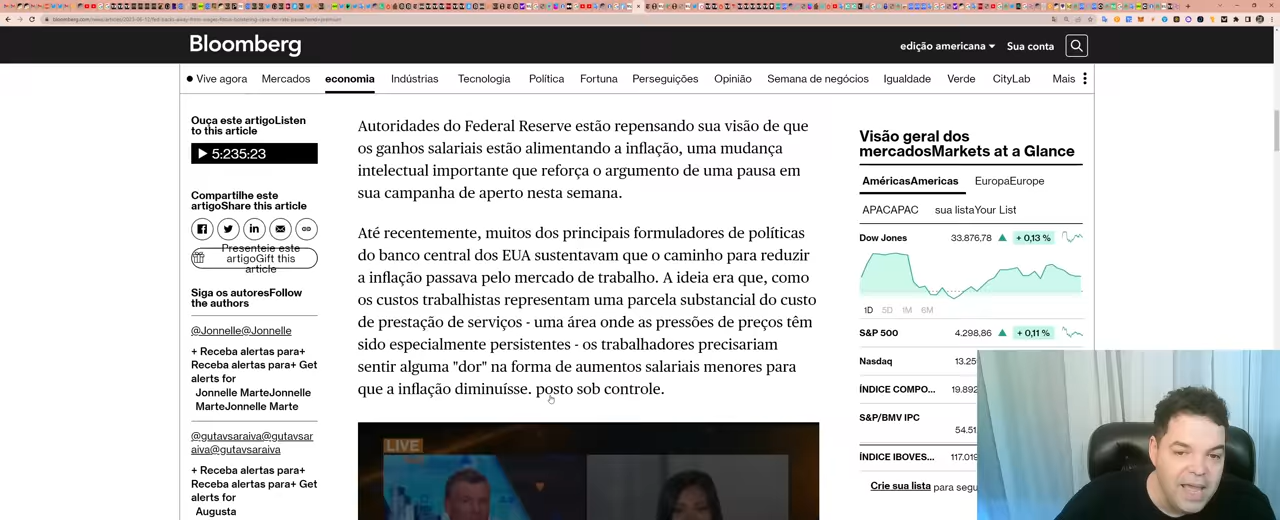 bloomberg.com/news/articles/2023-06-12/fed-backs-away-from-wages-focus-bolstering-case-for-rate-pause?srnd=premium
Bloomberg
edição americana
Sua conta
Vive agora
Mercados
economia
Indústrias
Tecnologia
Política
Fortuna
Perseguições
Opinião
Semana de negócios
Igualdade
Verde
CityLab
Mais
Ouça este artigoListen
to this article
5:235:23
Compartilhe este
artigoShare this article
Presenteie este
artigoGift this
article
Siga os autoresFollow
the authors
@Jonnelle@Jonnelle
+ Receba alertas para+
Receba alertas para+ Get
alerts for
Jonnelle MarteJonnelle
MarteJonnelle Marte
@gutavsaraiva@gutavsar
aiva@gutavsaraiva
+ Receba alertas para+
Receba alertas para+ Get
alerts for
Augusta
Autoridades do Federal Reserve estão repensando sua visão de que
os ganhos salariais estão alimentando a inflação, uma mudança
intelectual importante que reforça o argumento de uma pausa em
sua campanha de aperto nesta semana.
Até recentemente, muitos dos principais formuladores de políticas
do banco central dos EUA sustentavam que o caminho para reduzir
a inflação passava pelo mercado de trabalho. A ideia era que, como
os custos trabalhistas representam uma parcela substancial do custo
de prestação de serviços - uma área onde as pressões de preços têm
sido especialmente persistentes - os trabalhadores precisariam
sentir alguma "dor" na forma de aumentos salariais menores para
que a inflação diminuísse. posto sob controle.
LIVE
Visão geral dos
mercadosMarkets at a Glance
AméricasAmericas
EuropaEurope
APACAPAC
sua listaYour List
Dow Jones 33.876,78 + 0,13 %
1D 5D 1M 6M
S&P 500 4.298,86 + 0,11 %
Nasdaq 13.25
ÍNDICE COMPO... 19.892
S&P/BMV IPC
54.51
ÍNDICE IBOVES... 117.019
Crie sua lista para segu